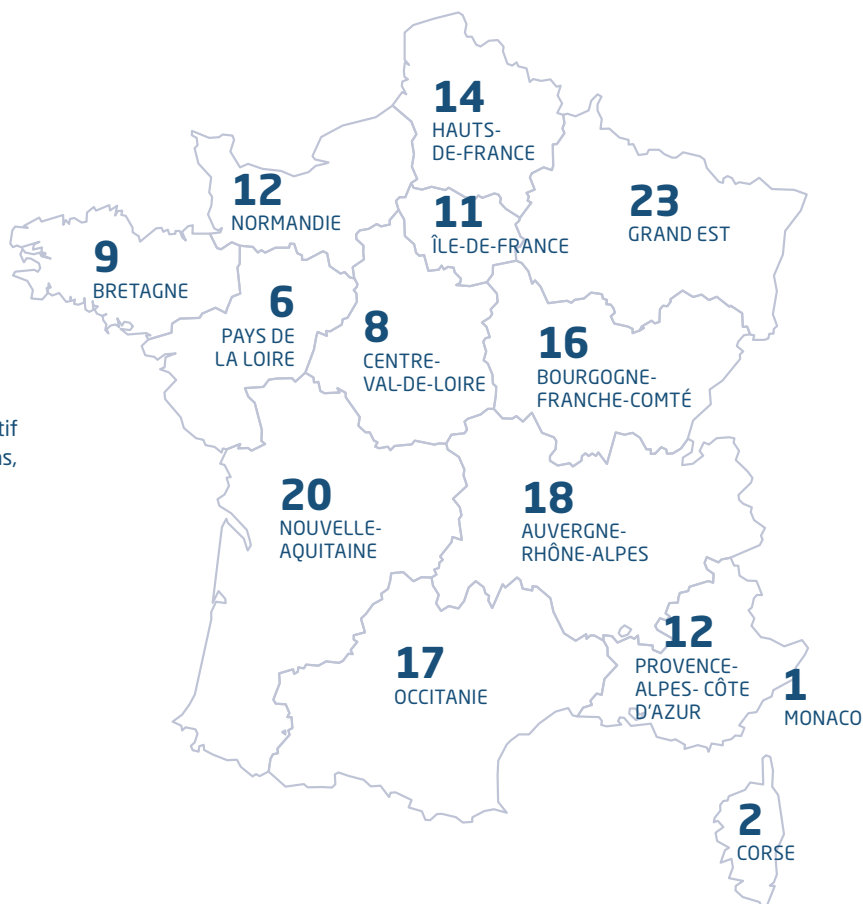 14
HAUTS-
DE-FRANCE
12
NORMANDIE
11
ÎLE-DE-FRANCE
23
GRAND EST
9
BRETAGNE
6
PAYS DE
LA LOIRE
8
CENTRE-
VAL-DE-LOIRE
16
BOURGOGNE-
FRANCHE-COMTÉ
20
NOUVELLE-
AQUITAINE
18
AUVERGNE-
RHÔNE-ALPES
17
OCCITANIE
12
PROVENCE-
ALPES- CÔTE
D'AZUR
1
MONACO
2
CORSE